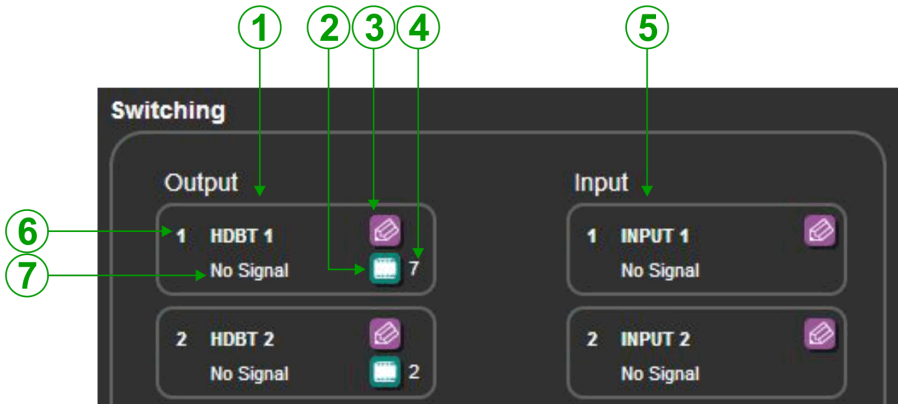 1 2 3 4 5
Switching
Output Input
6 1 HDBT 1 1 INPUT 1
7 No Signal 7 No Signal
2 HDBT 2 2 INPUT 2
No Signal 2 No Signal